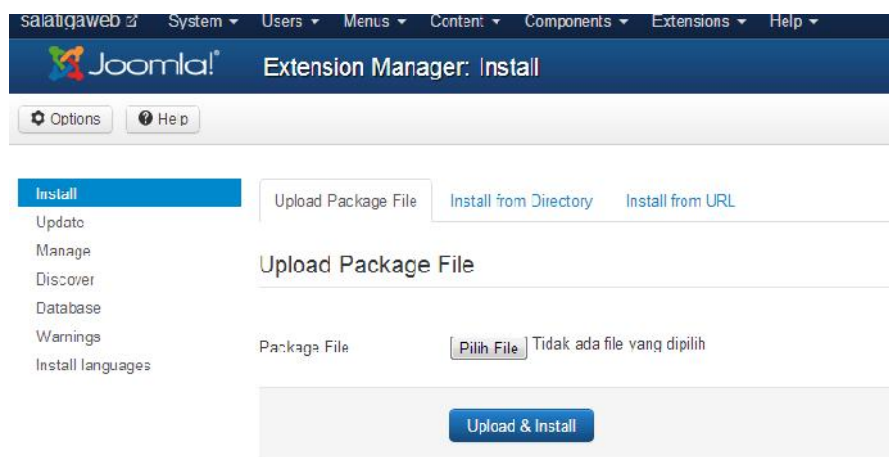 salatigaweb System Users Menus Content Components Extensions Help
Joomla! Extension Manager: Install
Options Help
Install
Update
Manage
Discover
Database
Warnings
Install languages
Upload Package File Install from Directory Install from URL
Upload Package File
Package File Pilih File Tidak ada file yang dipilih
Upload & Install